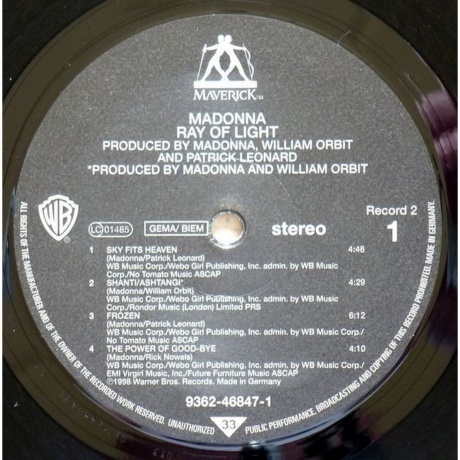 MAVERICK™
MADONNA
RAY OF LIGHT
PRODUCED BY MADONNA, WILLIAM ORBIT
AND PATRICK LEONARD
*PRODUCED BY MADONNA AND WILLIAM ORBIT
WB
LC 01485
GEMA/ BIEM
stereo
Record 2
1
1 SKY FITS HEAVEN 4:48
(Madonna/Patrick Leonard)
WB Music Corp./Webo Girl Publishing, Inc. admin. by WB Music
Corp./No Tomato Music ASCAP
2 SHANTI/ASHTANGI* 4:29
(Madonna/William Orbit)
WB Music Corp./Webo Girl Publishing, Inc. admin. by WB Music
Corp./Rondor Music (London) Limited PRS
3 FROZEN 6:12
(Madonna/Patrick Leonard)
WB Music Corp./Webo Girl Publishing, Inc. admin. by WB Music Corp./
No Tomato Music ASCAP
4 THE POWER OF GOOD-BYE 4:10
(Madonna/Rick Nowels)
WB Music Corp./Webo Girl Publishing, Inc. admin. by WB Music Corp./
EMI Virgin Music, Inc./Future Furniture Music ASCAP
℗1998 Warner Bros. Records. Made in Germany
9362-46847-1
33
ALL RIGHTS OF THE MANUFACTURER AND OF THE OWNER OF THE RECORDED WORK RESERVED. UNAUTHORIZED PUBLIC PERFORMANCE, BROADCASTING AND COPYING OF THIS RECORD PROHIBITED. MADE IN GERMANY.